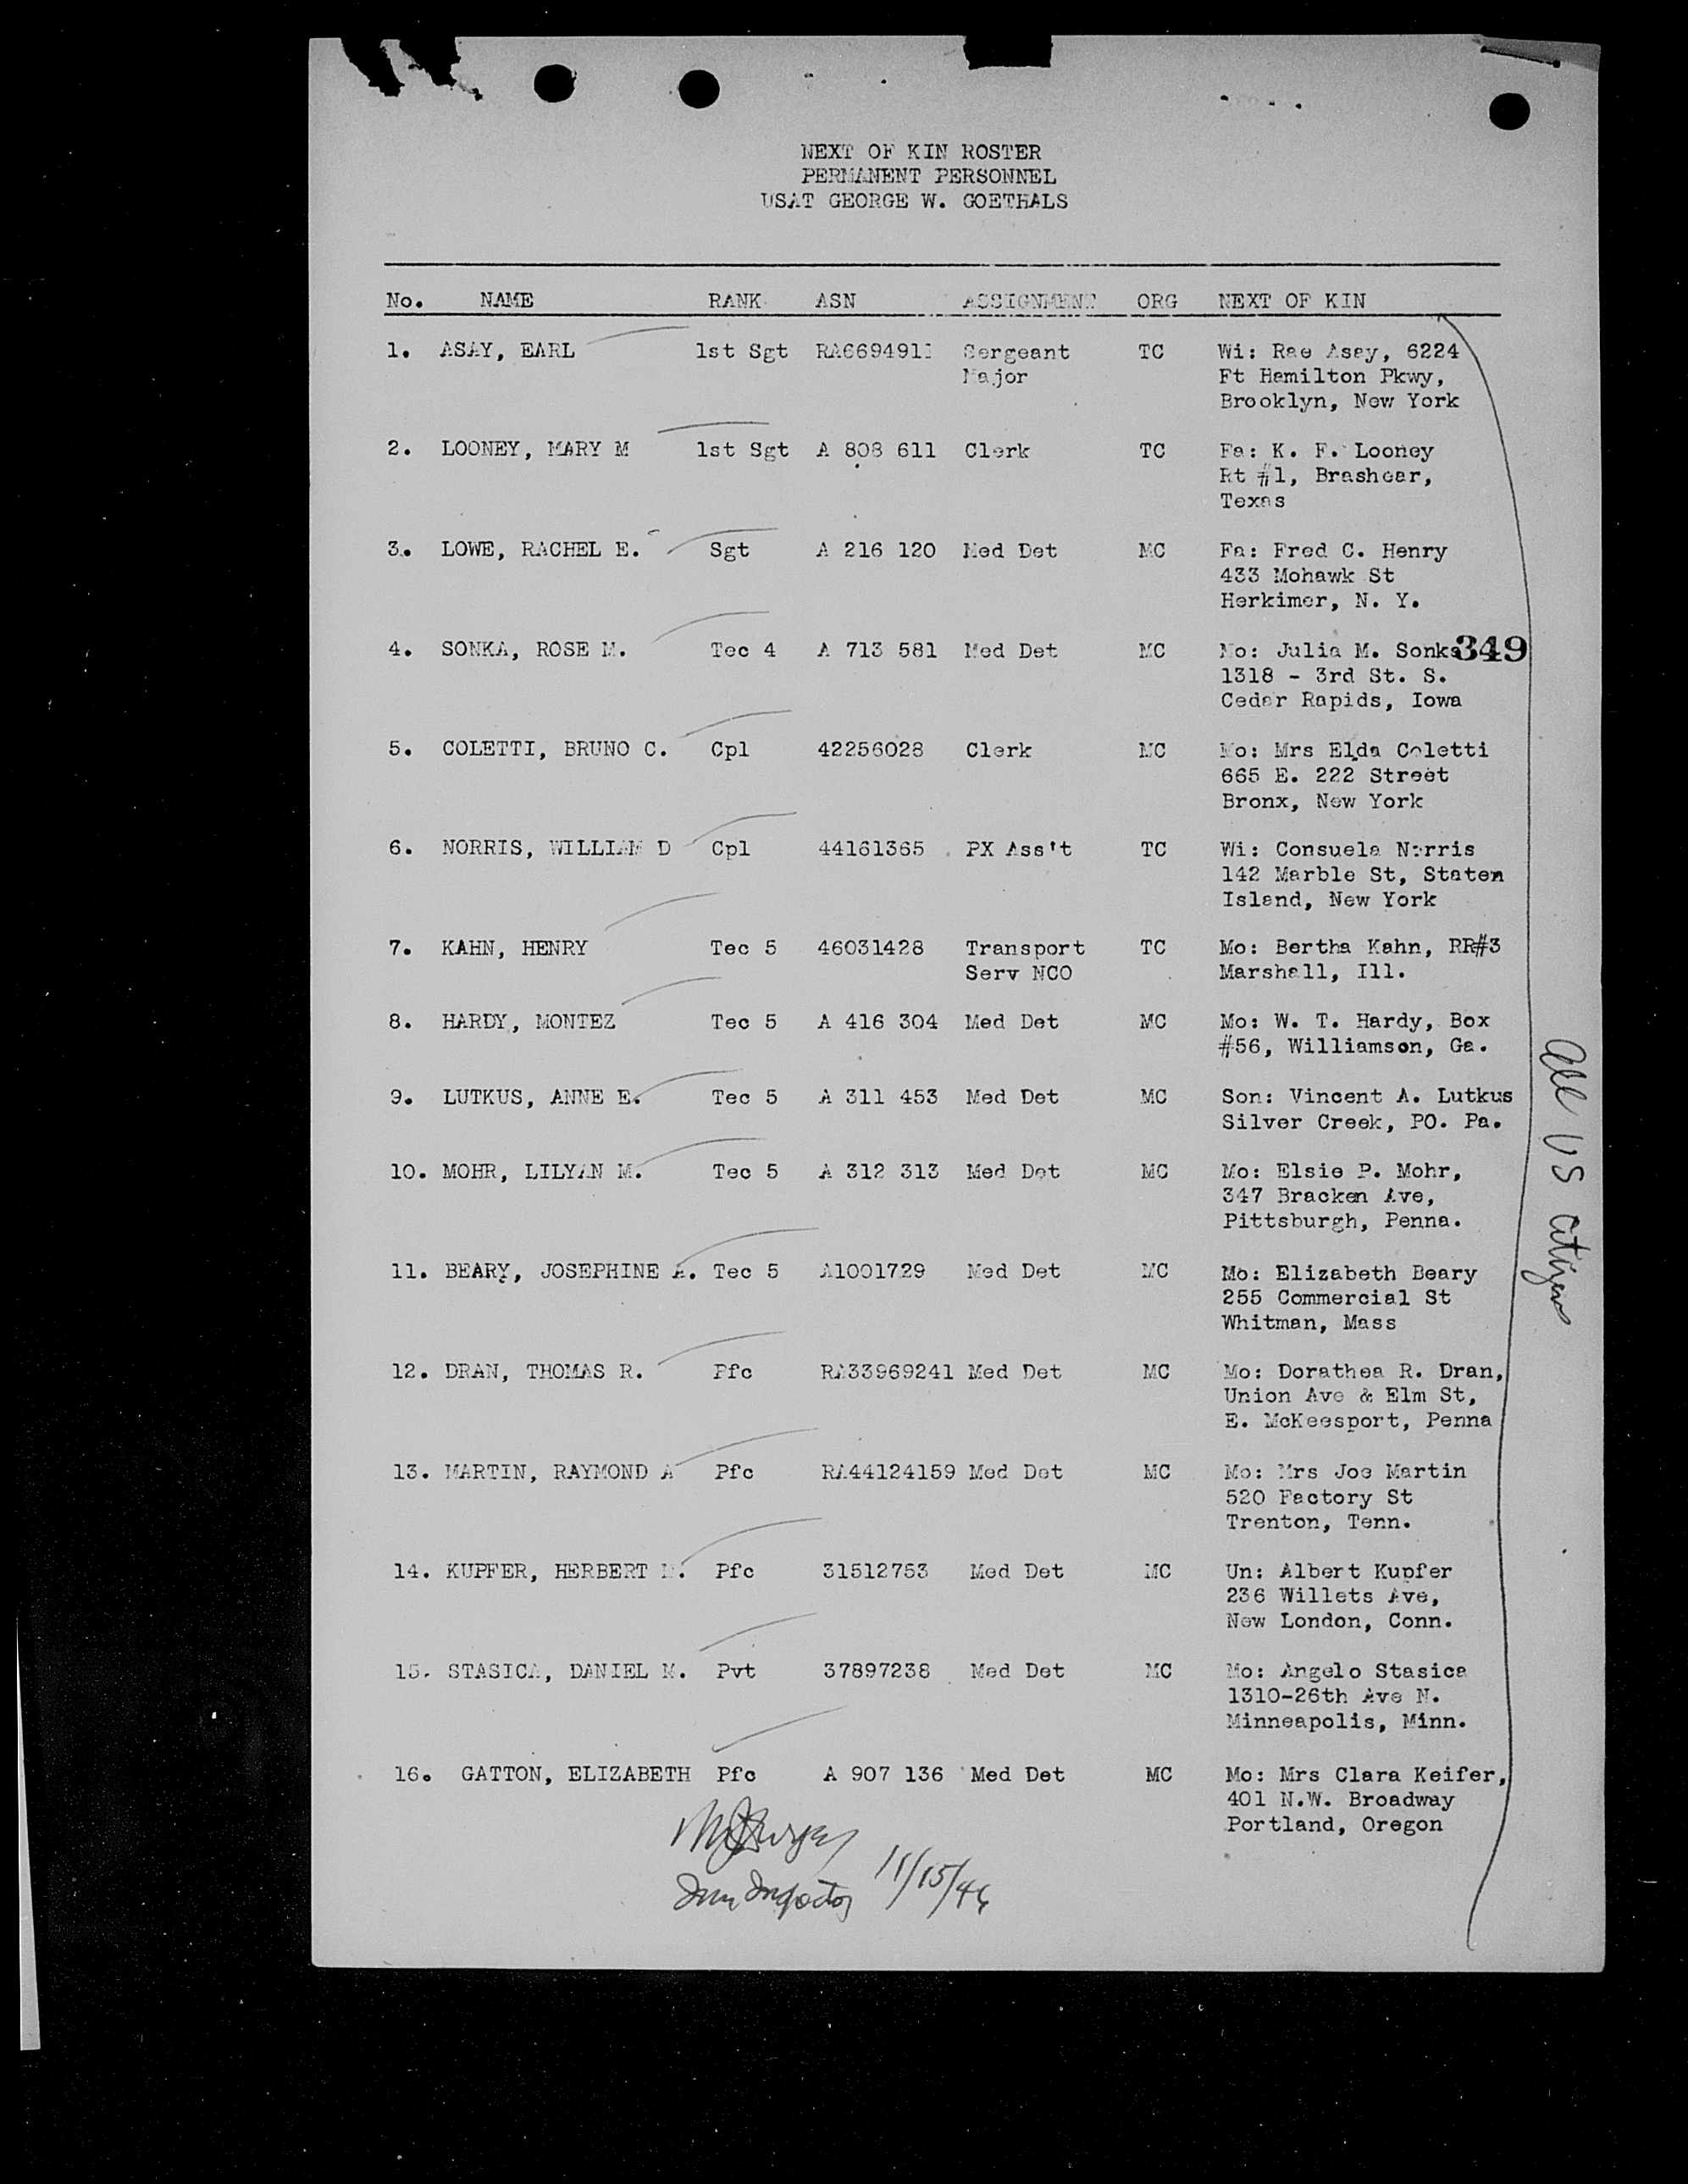 NEXT OF KIN ROSTER
PERMANENT PERSONNEL
USAT GEORGE W. GOETHALS
No. NAME RANK ASN ASSIGNMENT ORG NEXT OF KIN
1. ASAY, EARL 1st Sgt Sergeant TC Wi: Rae Asay, 6224
Major Ft Hamilton Pkwy,
Brooklyn, New York
2. LOONEY, MARY M 1st Sgt A 808 611 Clerk TC Fa: K. F. Looney
Rt #1, Brashear,
Texas
3. LOWE, RACHEL E. Sgt A 216 120 Med Det MC Fa: Fred C. Henry
433 Mohawk St
Herkimer, N. Y.
4. SONKA, ROSE M. Tec 4 A 713 581 Med Det MC Mo: Julia M. Sonka 349
1318 - 3rd St. S.
Cedar Rapids, Iowa
5. COLETTI, BRUNO C. Cpl 42256028 Clerk MC Mo: Mrs Elda Coletti
665 E. 222 Street
Bronx, New York
6. NORRIS, WILLIAM D Cpl 44161365 PX Ass't TC Wi: Consuela Norris
142 Marble St, Staten
Island, New York
7. KAHN, HENRY Tec 5 46031428 Transport TC Mo: Bertha Kahn, RR#3
Serv NCO Marshall, Ill.
8. HARDY, MONTEZ Tec 5 A 416 304 Med Det MC Mo: W. T. Hardy, Box
#56, Williamson, Ga.
9. LUTKUS, ANNE E. Tec 5 A 311 453 Med Det MC Son: Vincent A. Lutkus
Silver Creek, PO. Pa.
10. MOHR, LILYAN M. Tec 5 A 312 313 Med Det MC Mo: Elsie P. Mohr,
347 Bracken Ave,
Pittsburgh, Penna.
11. BEARY, JOSEPHINE A. Tec 5 A1001729 Med Det MC Mo: Elizabeth Beary
255 Commercial St
Whitman, Mass
12. DRAN, THOMAS R. Pfc RA33969241 Med Det MC Mo: Dorathea R. Dran,
Union Ave & Elm St,
E. McKeesport, Penna
13. MARTIN, RAYMOND A Pfc RA44124159 Med Det MC Mo: Mrs Joe Martin
520 Factory St
Trenton, Tenn.
14. KUPFER, HERBERT Pfc 31512753 Med Det MC Un: Albert Kupfer
236 Willets Ave,
New London, Conn.
15. STASICA, DANIEL M. Pvt 37897238 Med Det MC Mo: Angelo Stasica
1310-26th Ave N.
Minneapolis, Minn.
16. GATTON, ELIZABETH Pfc A 907 136 Med Det MC Mo: Mrs Clara Keifer,
401 N.W. Broadway
Portland, Oregon
Imm Inspector 11/15/46
All US Citizens